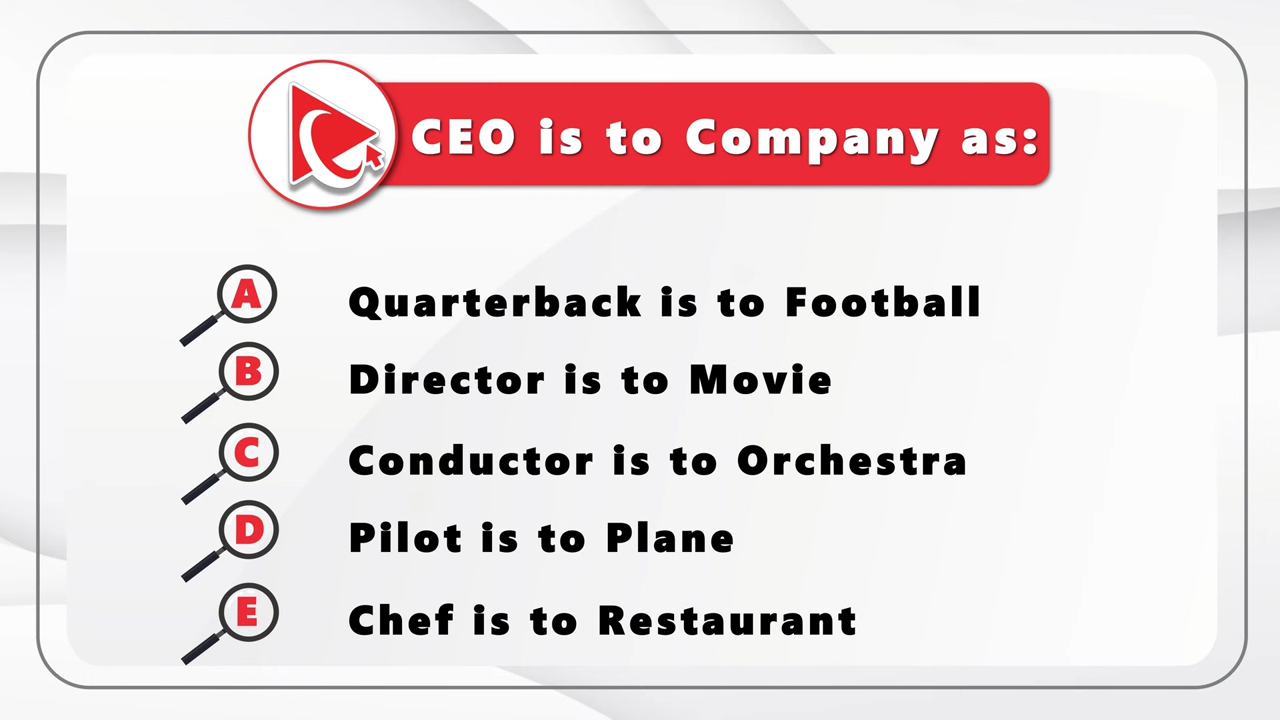 CEO is to Company as:
A Quarterback is to Football
B Director is to Movie
C Conductor is to Orchestra
D Pilot is to Plane
E Chef is to Restaurant